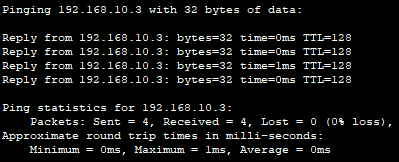 Pinging 192.168.10.3 with 32 bytes of data:
Reply from 192.168.10.3: bytes=32 time=0ms TTL=128
Reply from 192.168.10.3: bytes=32 time=0ms TTL=128
Reply from 192.168.10.3: bytes=32 time=1ms TTL=128
Reply from 192.168.10.3: bytes=32 time=0ms TTL=128
Ping statistics for 192.168.10.3:
Packets: Sent = 4, Received = 4, Lost = 0 (0% loss),
Approximate round trip times in milli-seconds:
Minimum = 0ms, Maximum = 1ms, Average = 0ms